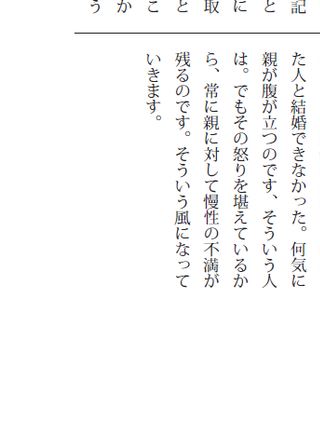 記
と
に
取
と
こ
か
う
た人と結婚できなかった。何気に
親が腹が立つのです、そういう人
は。でもその怒りを堪えているか
ら、常に親に対して慢性の不満が
残るのです。そういう風になって
いきます。